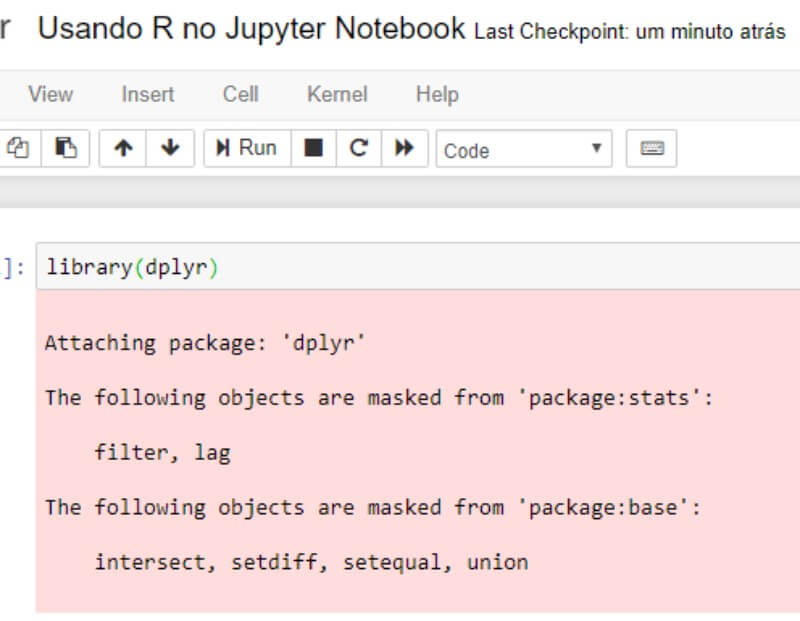 r Usando R no Jupyter Notebook Last Checkpoint: um minuto atrás
View Insert Cell Kernel Help
Run Code
]: library(dplyr)
Attaching package: 'dplyr'
The following objects are masked from 'package:stats':
filter, lag
The following objects are masked from 'package:base':
intersect, setdiff, setequal, union